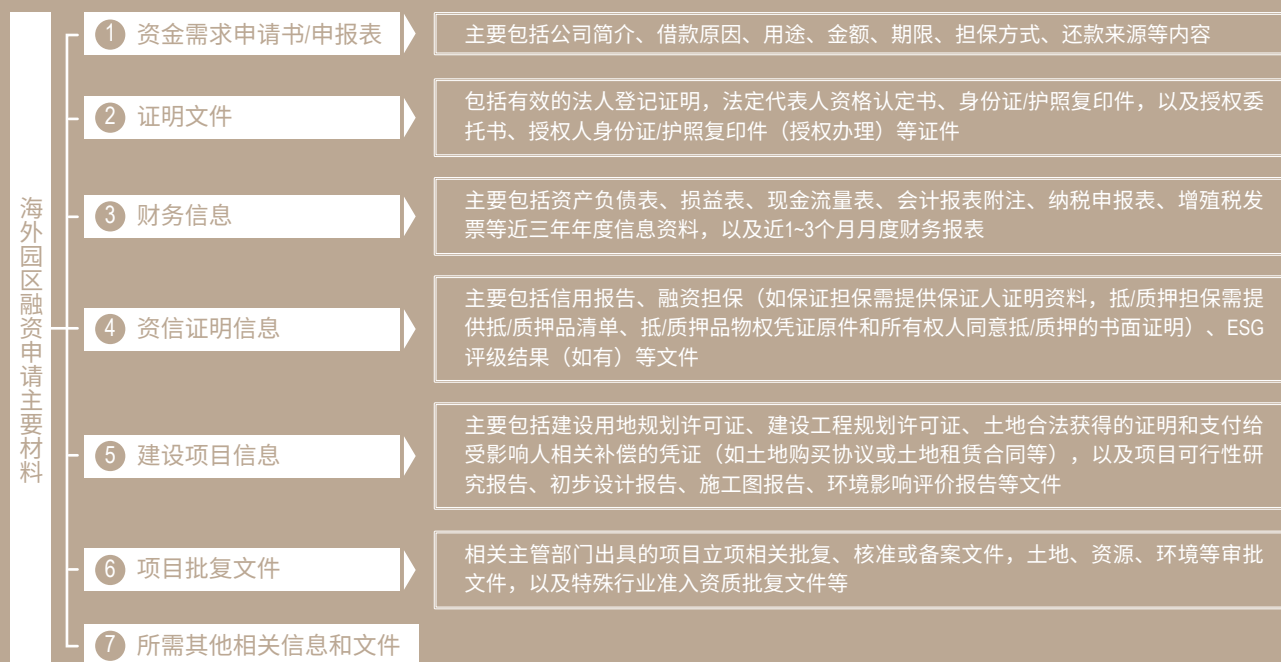 海外园区融资申请主要材料
1 资金需求申请书/申报表
主要包括公司简介、借款原因、用途、金额、期限、担保方式、还款来源等内容
2 证明文件
包括有效的法人登记证明，法定代表人资格认定书、身份证/护照复印件，以及授权委
托书、授权人身份证/护照复印件（授权办理）等证件
3 财务信息
主要包括资产负债表、损益表、现金流量表、会计报表附注、纳税申报表、增殖税发
票等近三年年度信息资料，以及近1~3个月月度财务报表
4 资信证明信息
主要包括信用报告、融资担保（如保证担保需提供保证人证明资料，抵/质押担保需提
供抵/质押品清单、抵/质押品物权凭证原件和所有权人同意抵/质押的书面证明）、ESG
评级结果（如有）等文件
5 建设项目信息
主要包括建设用地规划许可证、建设工程规划许可证、土地合法获得的证明和支付给
受影响人相关补偿的凭证（如土地购买协议或土地租赁合同等），以及项目可行性研
究报告、初步设计报告、施工图报告、环境影响评价报告等文件
6 项目批复文件
相关主管部门出具的项目立项相关批复、核准或备案文件，土地、资源、环境等审批
文件，以及特殊行业准入资质批复文件等
7 所需其他相关信息和文件